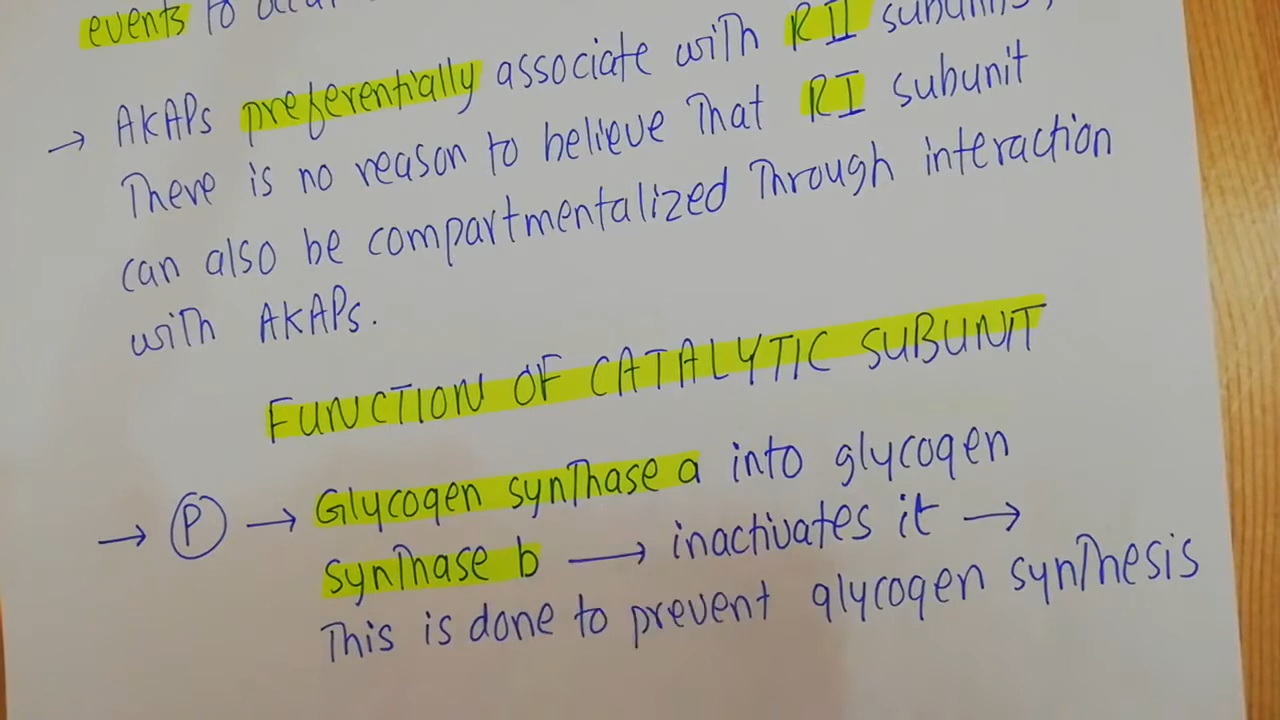 events to occur
→ AKAPs preferentially associate with RII subunits,
There is no reason to believe that RI subunit
can also be compartmentalized through interaction
with AKAPs.
FUNCTION OF CATALYTIC SUBUNIT
→ P → Glycogen synthase a into glycogen
synthase b → inactivates it →
This is done to prevent glycogen synthesis